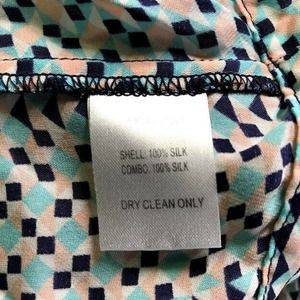 SHELL: 100% SILK
COMBO: 100% SILK
DRY CLEAN ONLY